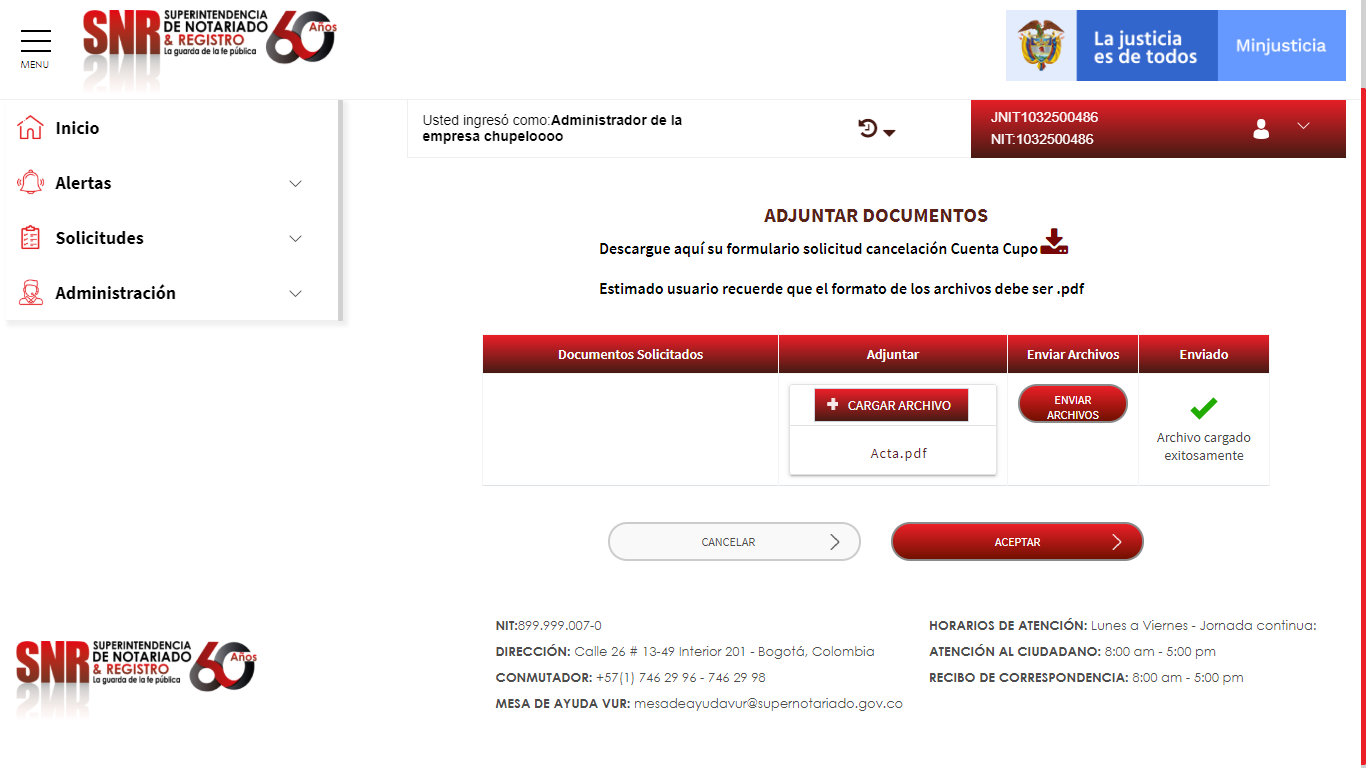 MENU
SNR SUPERINTENDENCIA
DE NOTARIADO
& REGISTRO
La guarda de la fe pública
60 Años
La justicia
es de todos
Minjusticia
Inicio
Alertas
Solicitudes
Administración
Usted ingresó como:Administrador de la
empresa chupeloooo
JNIT1032500486
NIT:1032500486
ADJUNTAR DOCUMENTOS
Descargue aquí su formulario solicitud cancelación Cuenta Cupo
Estimado usuario recuerde que el formato de los archivos debe ser .pdf
Documentos Solicitados
Adjuntar
Enviar Archivos
Enviado
CARGAR ARCHIVO
Acta.pdf
ENVIAR
ARCHIVOS
Archivo cargado
exitosamente
CANCELAR
ACEPTAR
SNR SUPERINTENDENCIA
DE NOTARIADO
& REGISTRO
La guarda de la fe pública
60 Años
NIT:899.999.007-0
DIRECCIÓN: Calle 26 # 13-49 Interior 201 - Bogotá, Colombia
CONMUTADOR: +57(1) 746 29 96 - 746 29 98
MESA DE AYUDA VUR: mesadeayudavur@supernotariado.gov.co
HORARIOS DE ATENCIÓN: Lunes a Viernes - Jornada continua:
ATENCIÓN AL CIUDADANO: 8:00 am - 5:00 pm
RECIBO DE CORRESPONDENCIA: 8:00 am - 5:00 pm